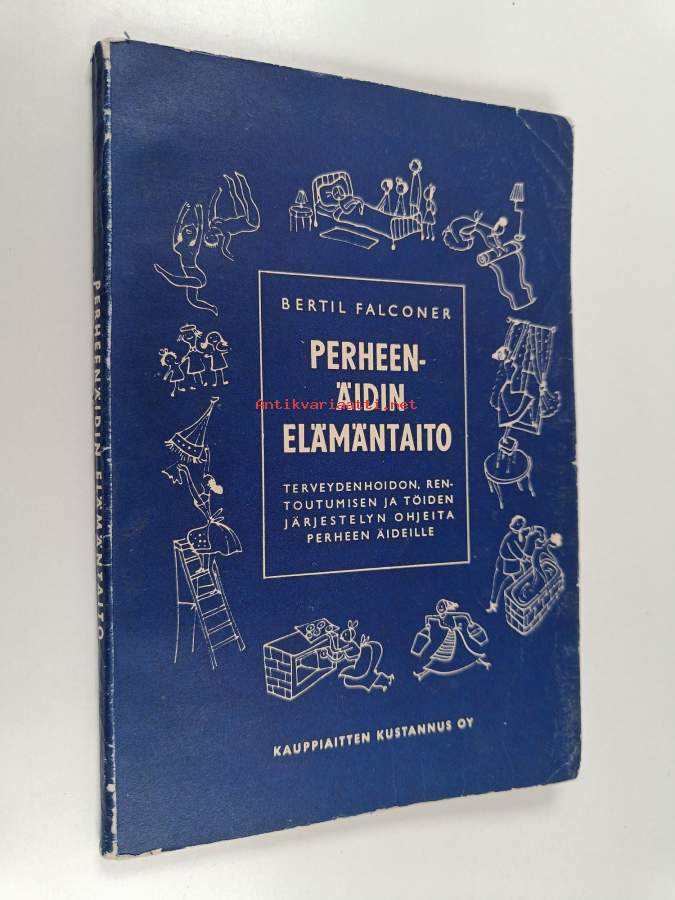 BERTIL FALCONER
PERHEEN-
ÄIDIN
Antikvariaatti.net
ELÄMÄNTAITO
TERVEYDENHOIDON, REN-
TOUTUMISEN JA TÖIDEN
JÄRJESTELYN OHJEITA
PERHEEN ÄIDEILLE
KAUPPIAITTEN KUSTANNUS OY
PERHEENÄIDIN ELÄMÄNTAITO